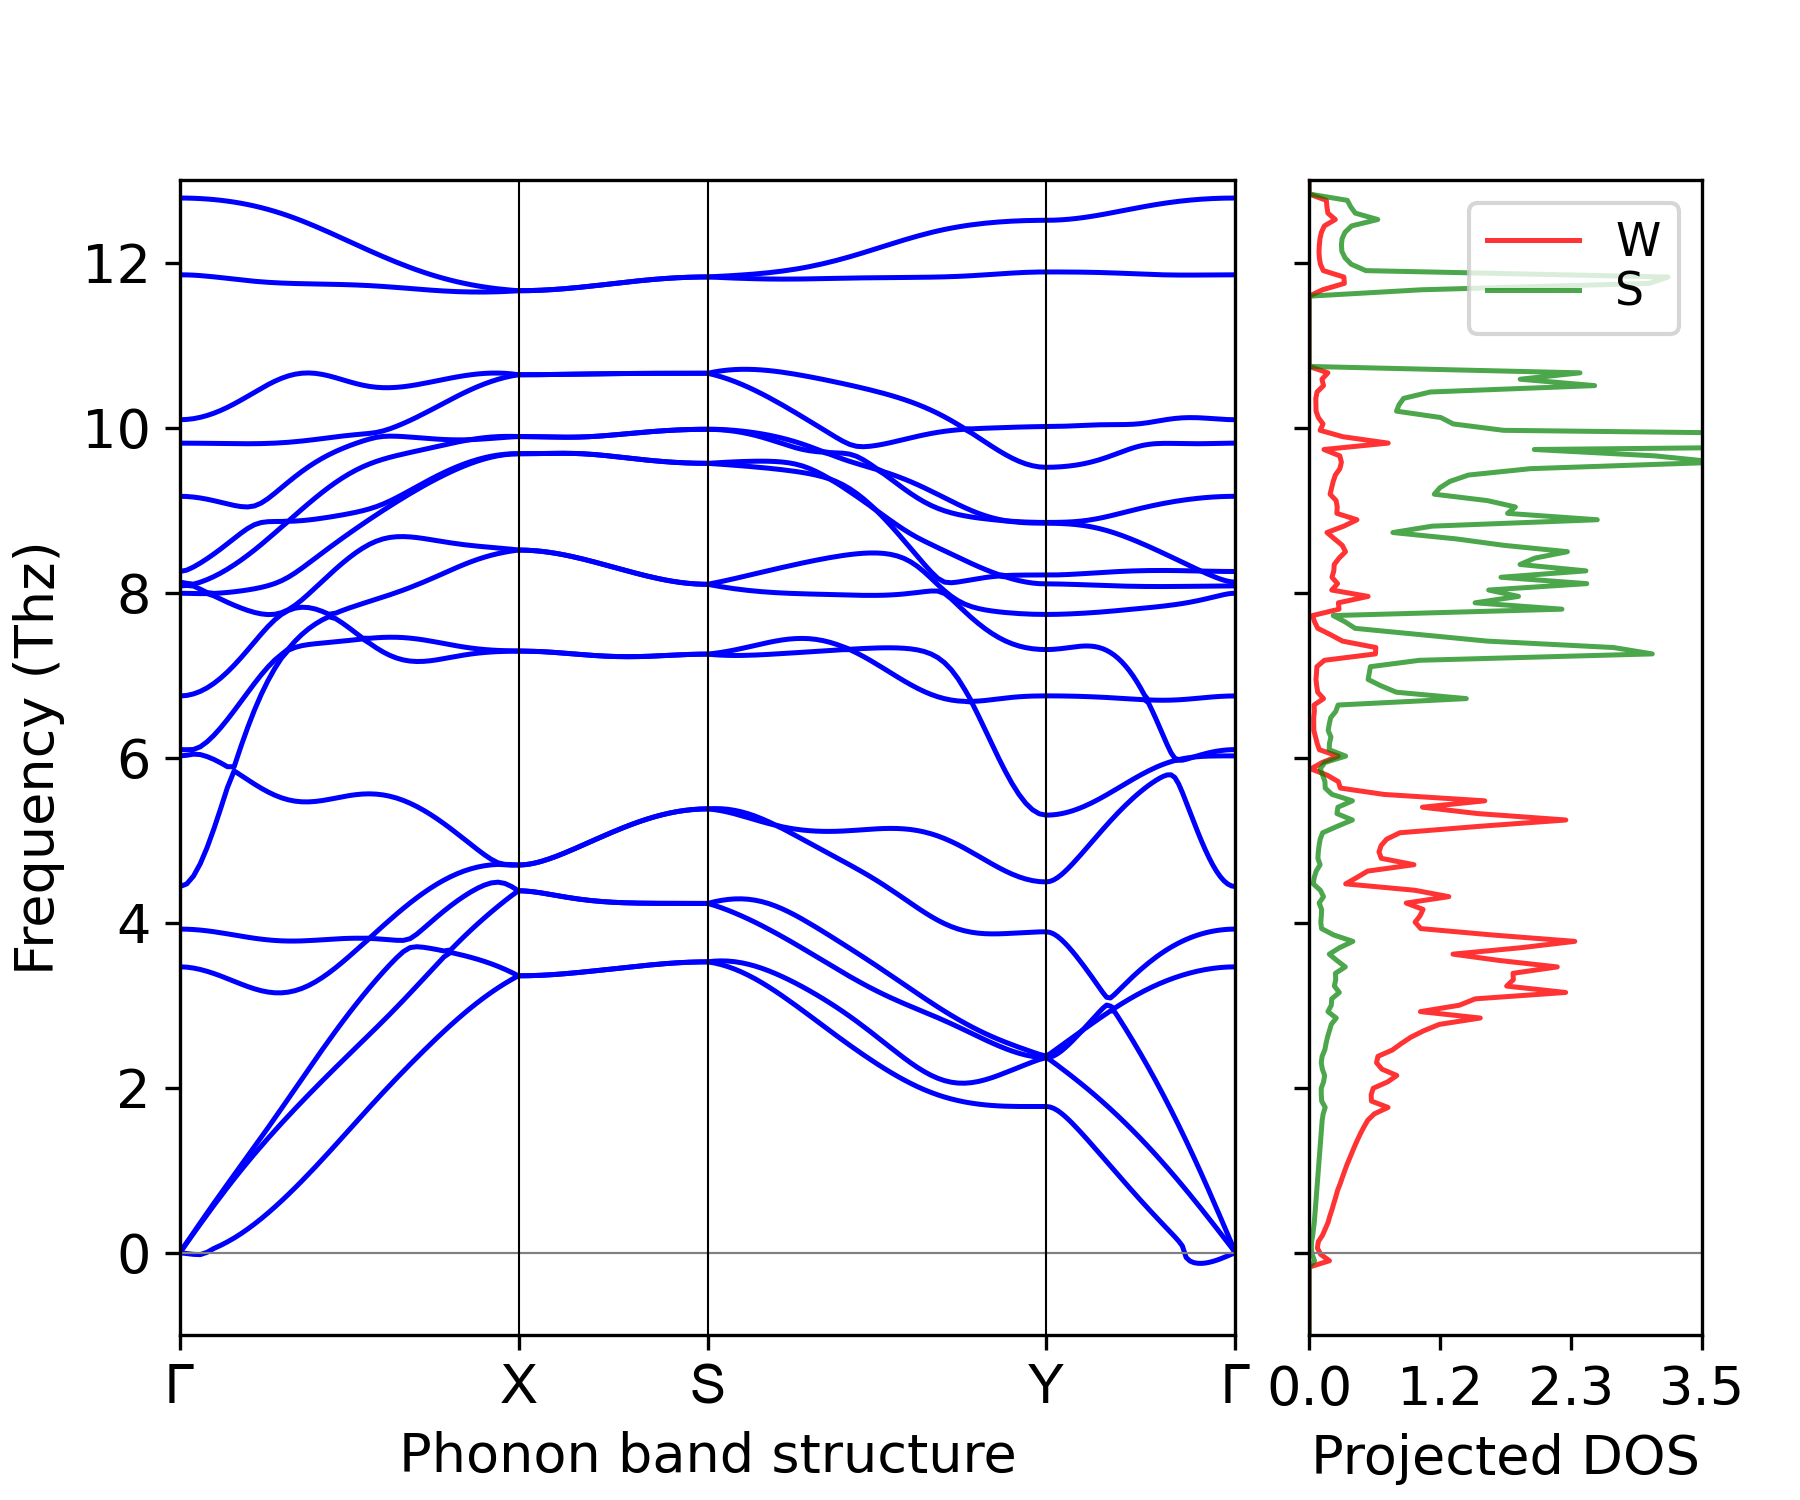 Frequency (Thz)
12
10
8
6
4
2
0
Γ X S Y Γ
Phonon band structure
W
S
0.0 1.2 2.3 3.5
Projected DOS